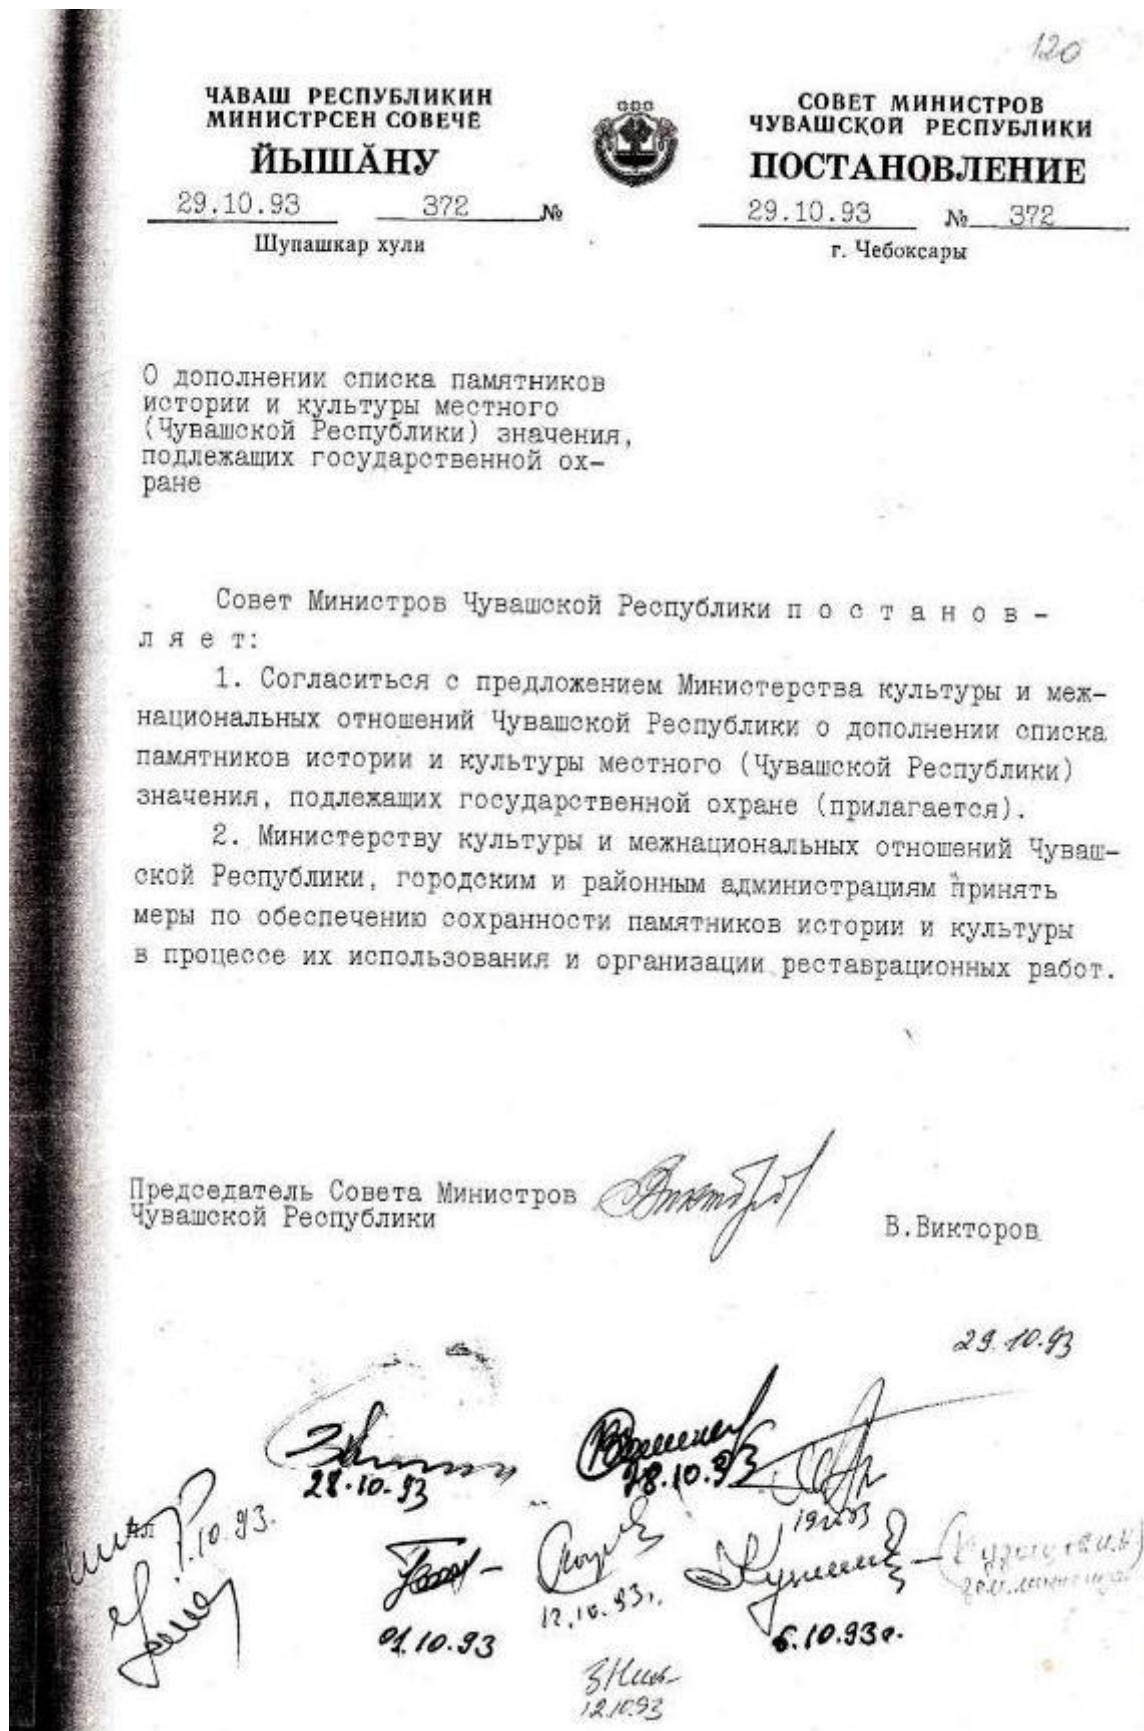 120
ЧĂВАШ РЕСПУБЛИКИН
МИНИСТРСЕН СОВЕЧĔ
ЙЫШĂНУ
29.10.93 372 №
Шупашкар хули
СОВЕТ МИНИСТРОВ
ЧУВАШСКОЙ РЕСПУБЛИКИ
ПОСТАНОВЛЕНИЕ
29.10.93 № 372
г. Чебоксары
О дополнении списка памятников
истории и культуры местного
(Чувашской Республики) значения,
подлежащих государственной ох-
ране
Совет Министров Чувашской Республики п о с т а н о в -
л я е т:
1. Согласиться с предложением Министерства культуры и меж-
национальных отношений Чувашской Республики о дополнении списка
памятников истории и культуры местного (Чувашской Республики)
значения, подлежащих государственной охране (прилагается).
2. Министерству культуры и межнациональных отношений Чуваш-
ской Республики, городским и районным администрациям принять
меры по обеспечению сохранности памятников истории и культуры
в процессе их использования и организации реставрационных работ.
Председатель Совета Министров
Чувашской Республики
В.Викторов
29.10.93
28.10.93
28.10.93
01.10.93
12.10.93г.
6.10.93г.
12.10.93